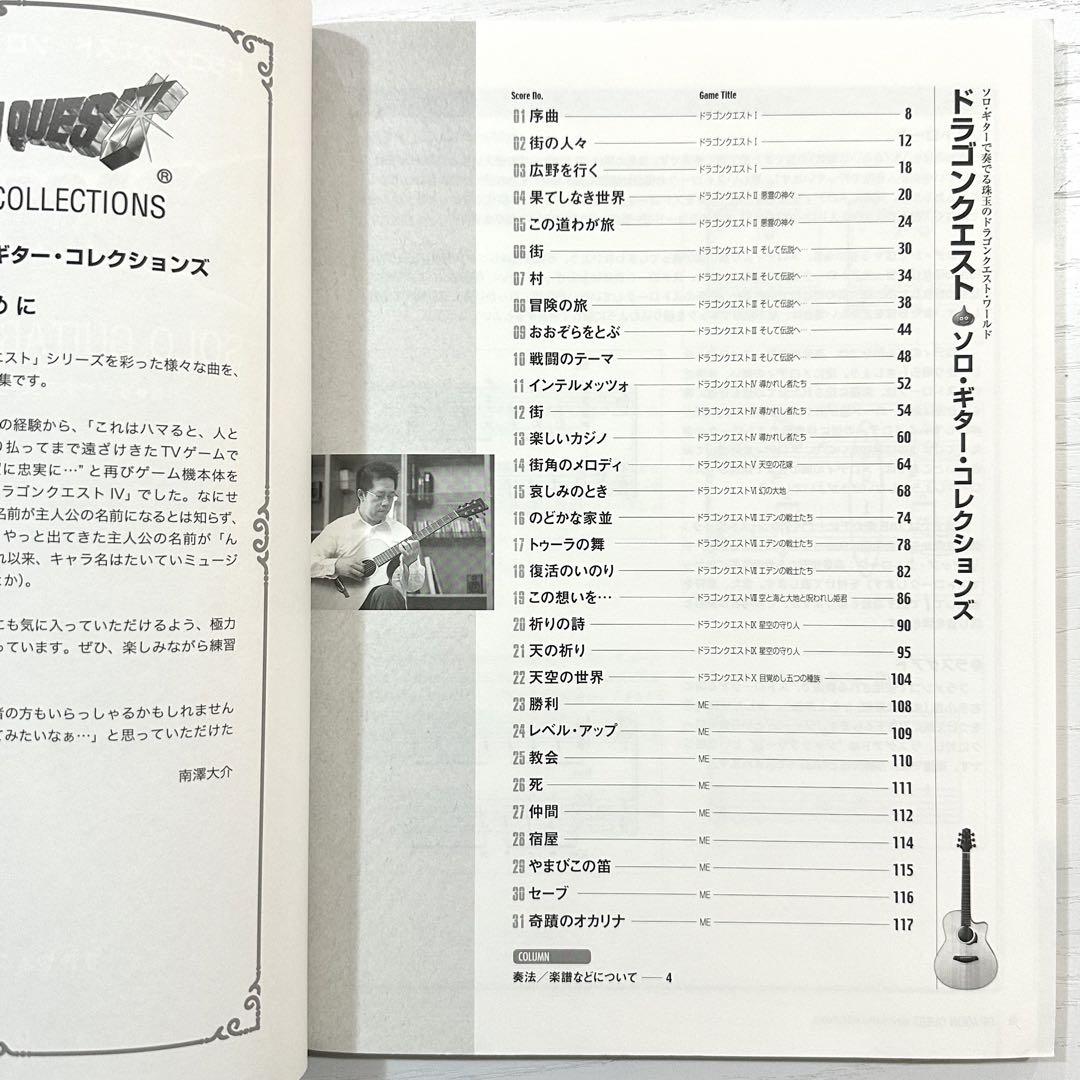 QUEST
®
COLLECTIONS
ギター・コレクションズ
めに
エスト」シリーズを彩った様々な曲を、
集です。
の経験から、「これはハマると、人と
り払ってまで遠ざけきたTVゲームで
に忠実に…”と再びゲーム機本体を
ラゴンクエストⅣ」でした。なにせ
名前が主人公の名前になるとは知らず、
やっと出てきた主人公の名前が「ん
れ以来、キャラ名はたいていミュージ
とか)。
にも気に入っていただけるよう、極力
っています。ぜひ、楽しみながら練習
者の方もいらっしゃるかもしれません
てみたいなぁ…」と思っていただけた
南澤大介
Score No. Game Title
01 序曲 ドラゴンクエストⅠ 8
02 街の人々 ドラゴンクエストⅠ 12
03 広野を行く ドラゴンクエストⅠ 18
04 果てしなき世界 ドラゴンクエストⅡ 悪霊の神々 20
05 この道わが旅 ドラゴンクエストⅡ 悪霊の神々 24
06 街 ドラゴンクエストⅢ そして伝説へ… 30
07 村 ドラゴンクエストⅢ そして伝説へ… 34
08 冒険の旅 ドラゴンクエストⅢ そして伝説へ… 38
09 おおぞらをとぶ ドラゴンクエストⅢ そして伝説へ… 44
10 戦闘のテーマ ドラゴンクエストⅢ そして伝説へ… 48
11 インテルメッツォ ドラゴンクエストⅣ 導かれし者たち 52
12 街 ドラゴンクエストⅣ 導かれし者たち 54
13 楽しいカジノ ドラゴンクエストⅣ 導かれし者たち 60
14 街角のメロディ ドラゴンクエストⅤ 天空の花嫁 64
15 哀しみのとき ドラゴンクエストⅥ 幻の大地 68
16 のどかな家並 ドラゴンクエストⅦ エデンの戦士たち 74
17 トゥーラの舞 ドラゴンクエストⅦ エデンの戦士たち 78
18 復活のいのり ドラゴンクエストⅦ エデンの戦士たち 82
19 この想いを… ドラゴンクエストⅧ 空と海と大地と呪われし姫君 86
20 祈りの詩 ドラゴンクエストⅨ 星空の守り人 90
21 天の祈り ドラゴンクエストⅨ 星空の守り人 95
22 天空の世界 ドラゴンクエストⅩ 目覚めし五つの種族 104
23 勝利 ME 108
24 レベル・アップ ME 109
25 教会 ME 110
26 死 ME 111
27 仲間 ME 112
28 宿屋 ME 114
29 やまびこの笛 ME 115
30 セーブ ME 116
31 奇蹟のオカリナ ME 117
COLUMN
奏法／楽譜などについて 4
ソロ・ギターで奏でる珠玉のドラゴンクエスト・ワールド
ドラゴンクエスト ソロ・ギター・コレクションズ